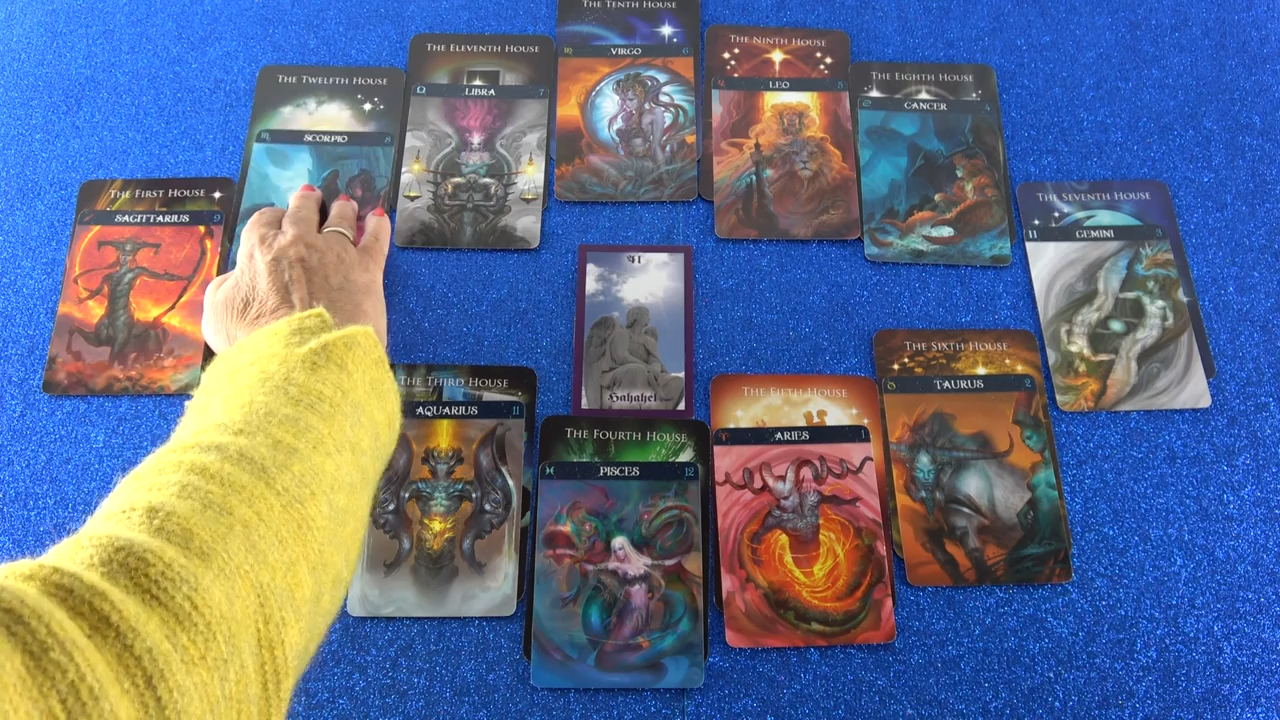 THE TENTH HOUSE
♍ VIRGO 6
THE ELEVENTH HOUSE
♎ LIBRA 7
THE NINTH HOUSE
♌ LEO 5
THE TWELFTH HOUSE
♏ SCORPIO 8
THE EIGHTH HOUSE
♋ CANCER 4
THE FIRST HOUSE
♐ SAGITTARIUS 9
THE SEVENTH HOUSE
♊ GEMINI 3
41
Hahahel
THE THIRD HOUSE
AQUARIUS 11
THE FOURTH HOUSE
♓ PISCES 12
THE FIFTH HOUSE
♈ ARIES 1
THE SIXTH HOUSE
♉ TAURUS 2